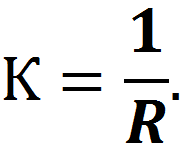 K = 1/R.